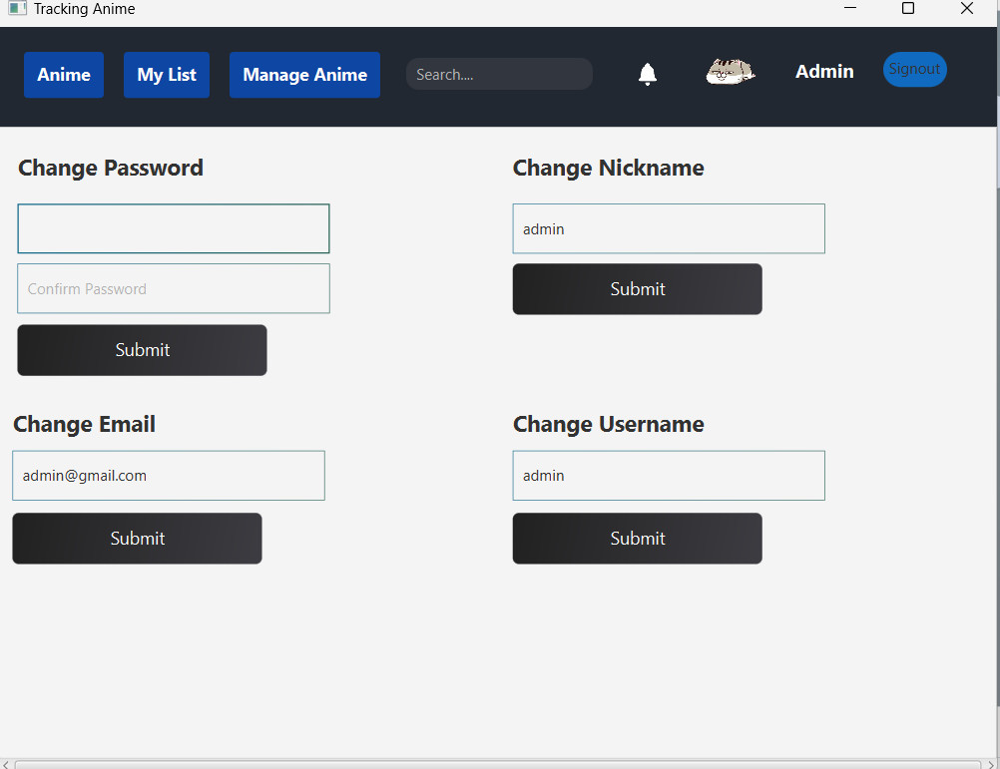 Tracking Anime
Anime My List Manage Anime Search.... Admin Signout
Change Password Change Nickname
admin
Confirm Password Submit
Submit
Change Email Change Username
admin@gmail.com admin
Submit Submit